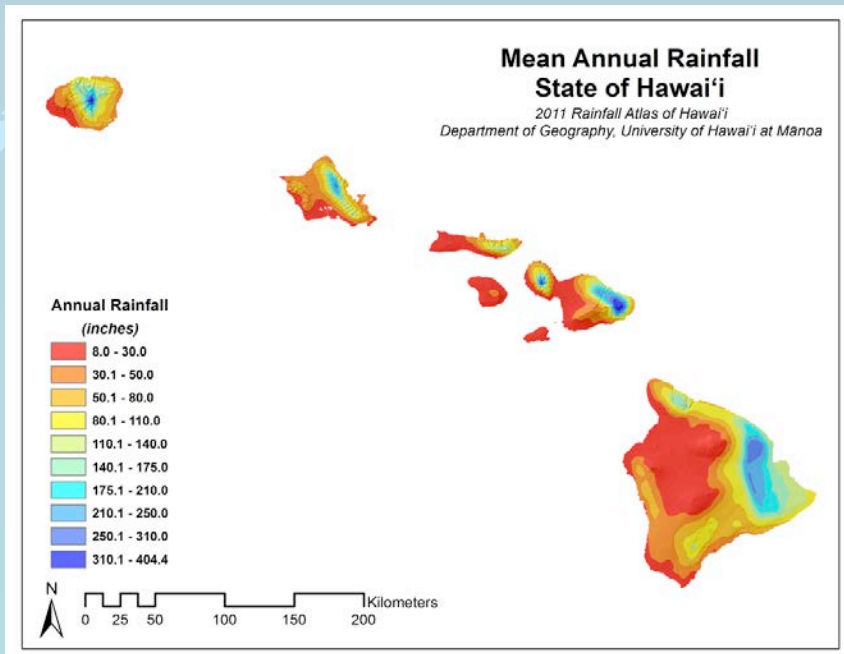 Mean Annual Rainfall
State of Hawai‘i
2011 Rainfall Atlas of Hawai‘i
Department of Geography, University of Hawai‘i at Mānoa
Annual Rainfall
(inches)
8.0 - 30.0
30.1 - 50.0
50.1 - 80.0
80.1 - 110.0
110.1 - 140.0
140.1 - 175.0
175.1 - 210.0
210.1 - 250.0
250.1 - 310.0
310.1 - 404.4
N
Kilometers
0 25 50 100 150 200